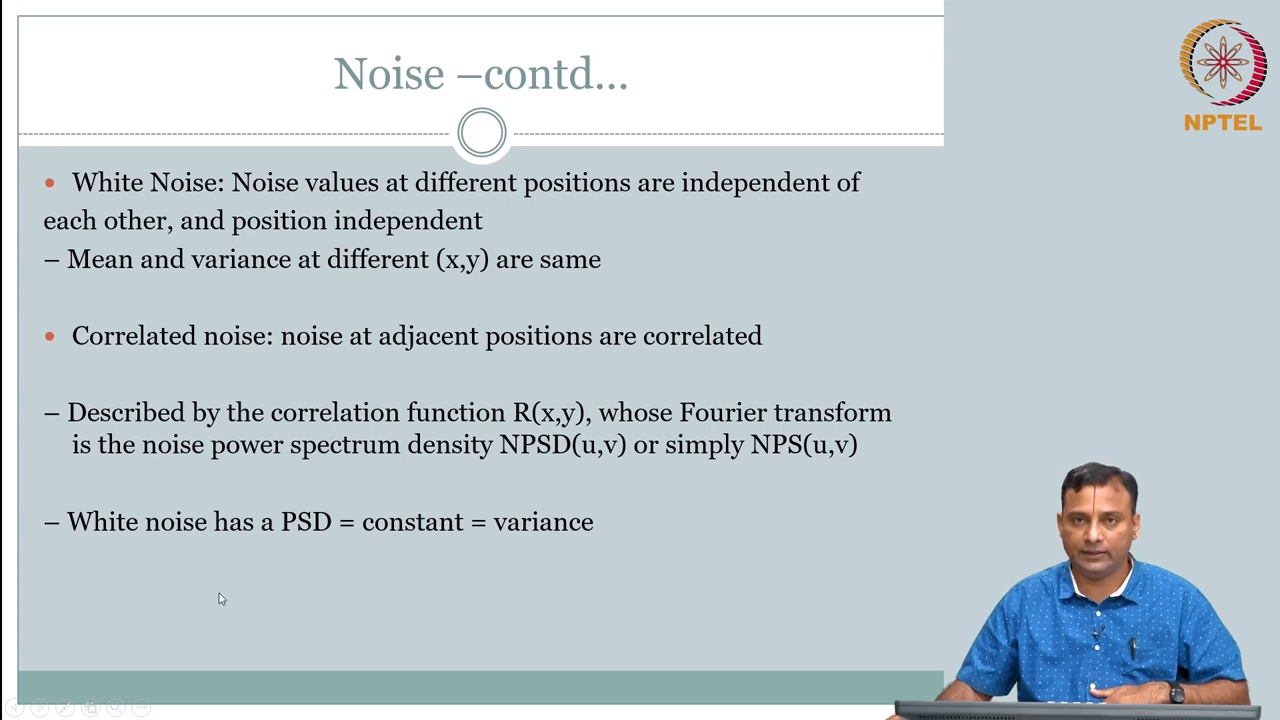 Noise –contd...
NPTEL
• White Noise: Noise values at different positions are independent of
each other, and position independent
– Mean and variance at different (x,y) are same
• Correlated noise: noise at adjacent positions are correlated
– Described by the correlation function R(x,y), whose Fourier transform
is the noise power spectrum density NPSD(u,v) or simply NPS(u,v)
– White noise has a PSD = constant = variance